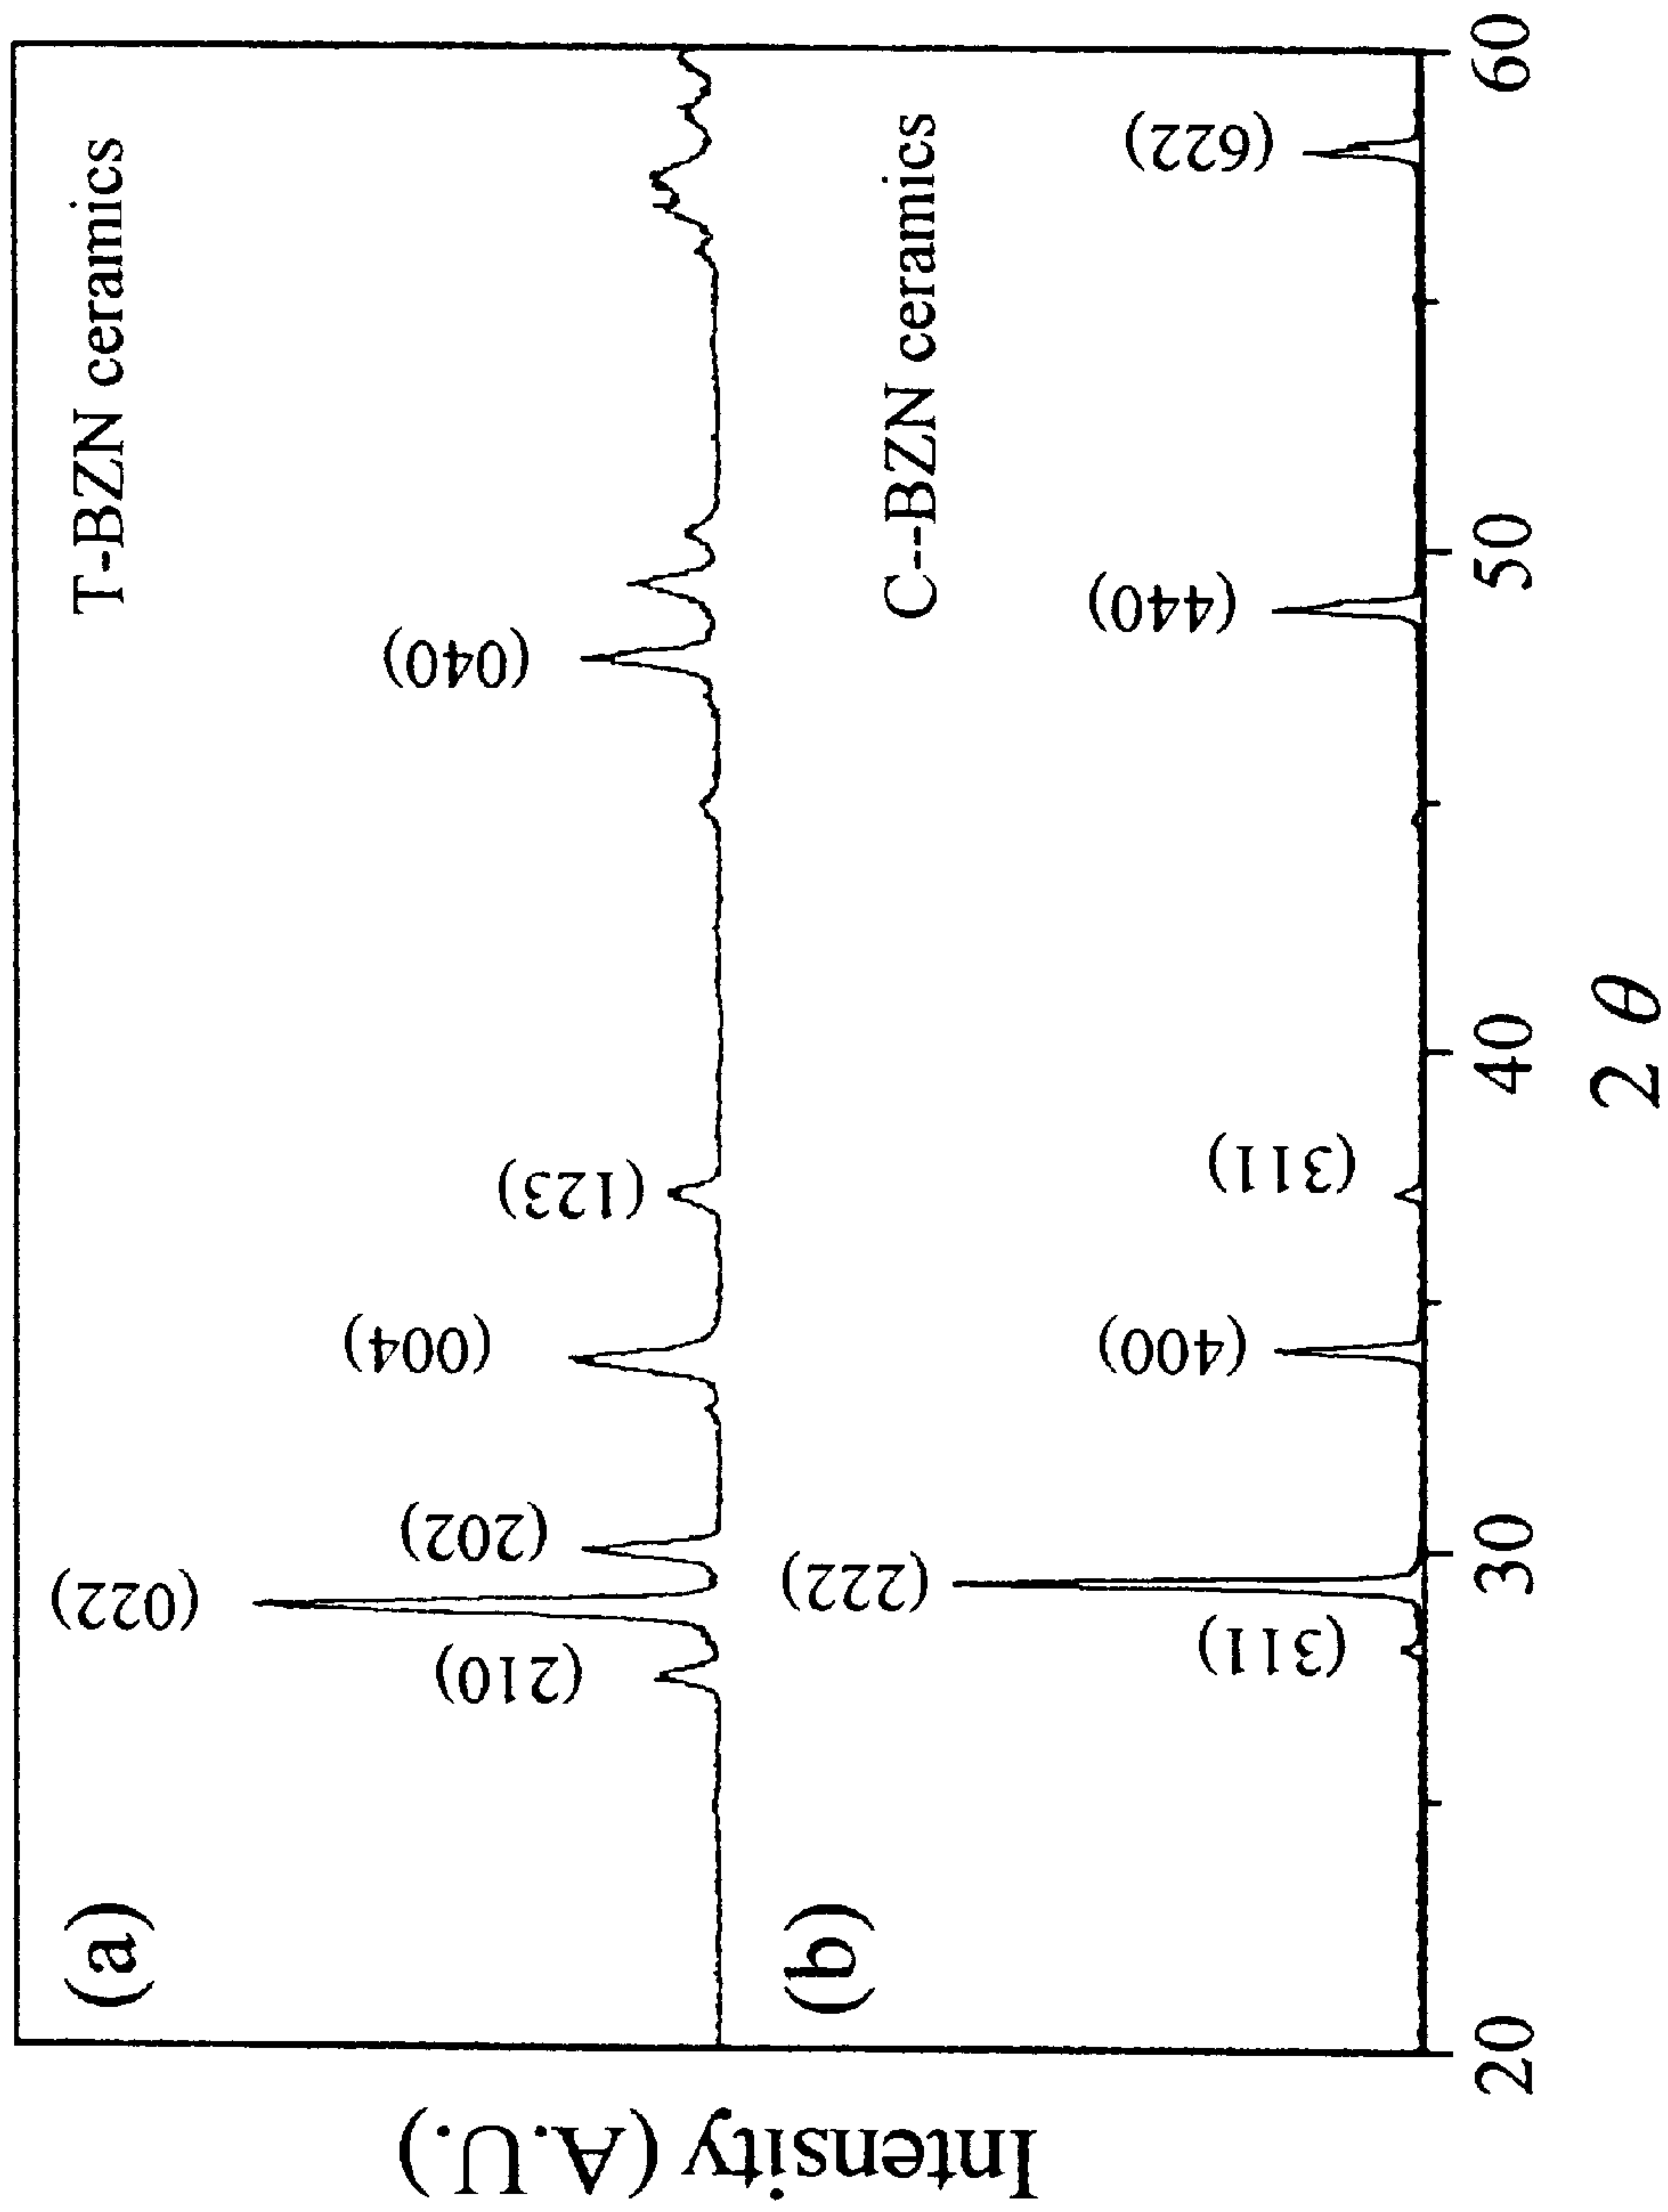 Intensity (A.U.)
(a)
T-BZN ceramics
(210)
(022)
(202)
(004)
(123)
(040)
(b)
C--BZN ceramics
(311)
(222)
(400)
(311)
(440)
(622)
20
30
40
50
60
2 θ